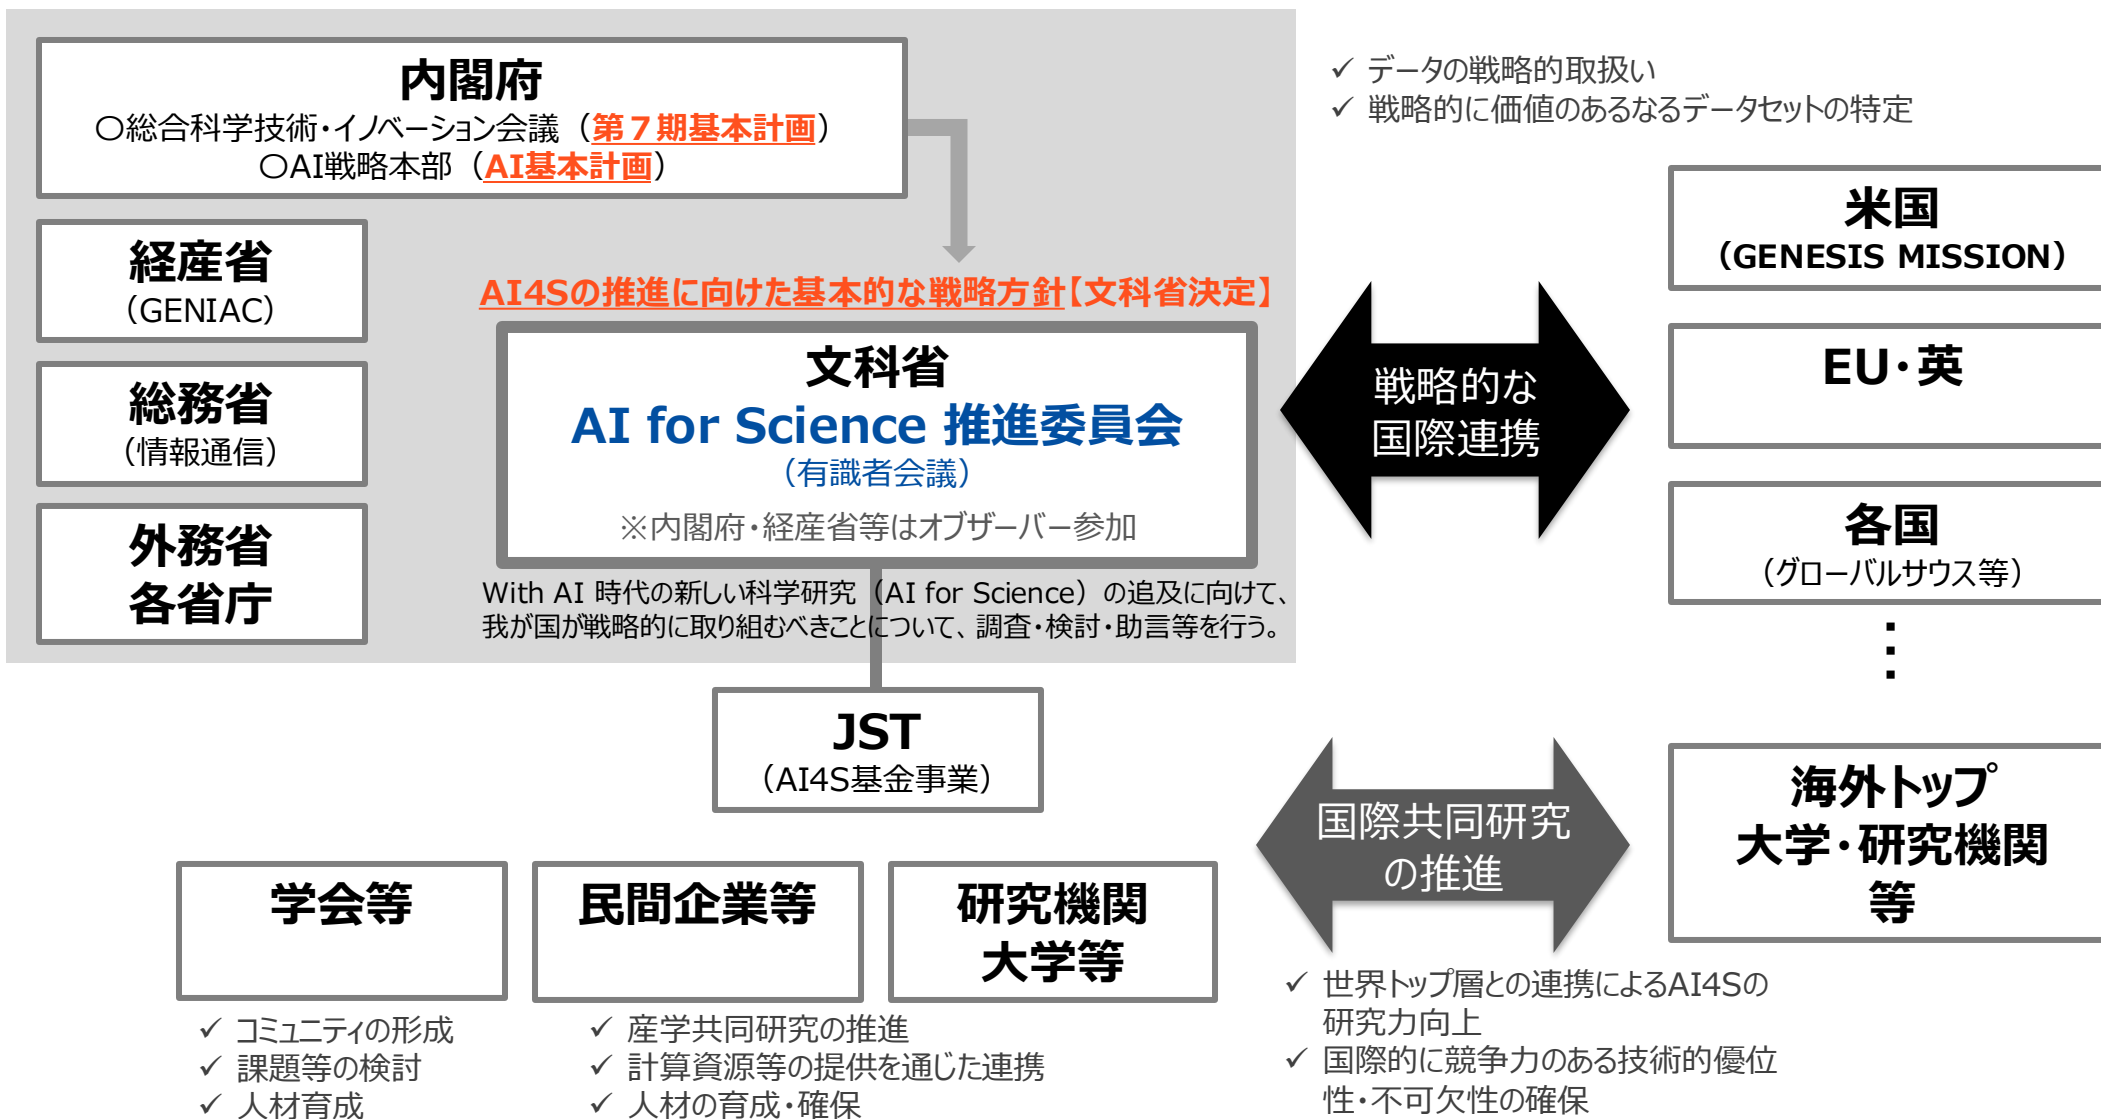 内閣府
〇総合科学技術・イノベーション会議（第７期基本計画）
〇AI戦略本部（AI基本計画）
経産省
（GENIAC）
総務省
（情報通信）
外務省
各省庁
AI4Sの推進に向けた基本的な戦略方針【文科省決定】
文科省
AI for Science 推進委員会
（有識者会議）
※内閣府・経産省等はオブザーバー参加
With AI 時代の新しい科学研究（AI for Science）の追及に向けて、
我が国が戦略的に取り組むべきことについて、調査・検討・助言等を行う。
JST
（AI4S基金事業）
学会等
✓ コミュニティの形成
✓ 課題等の検討
✓ 人材育成
民間企業等
研究機関
大学等
✓ 産学共同研究の推進
✓ 計算資源等の提供を通じた連携
✓ 人材の育成・確保
✓ データの戦略的取扱い
✓ 戦略的に価値のあるなるデータセットの特定
戦略的な
国際連携
米国
（GENESIS MISSION）
EU・英
各国
（グローバルサウス等）
⋮
国際共同研究
の推進
海外トップ
大学・研究機関
等
✓ 世界トップ層との連携によるAI4Sの
研究力向上
✓ 国際的に競争力のある技術的優位
性・不可欠性の確保